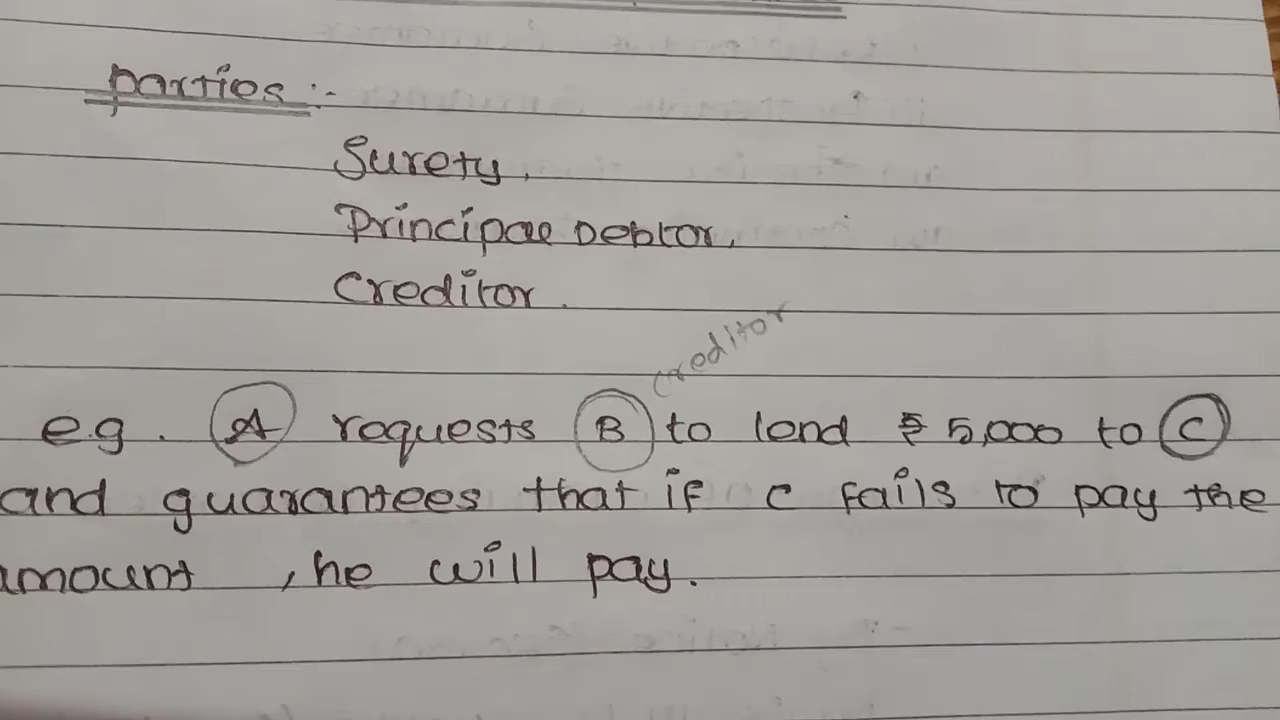 parties :-
Surety,
Principal Debtor,
Creditor.
creditor
e.g. A requests B to lend ₹ 5,000 to C
and guarantees that if C fails to pay the
amount, he will pay.